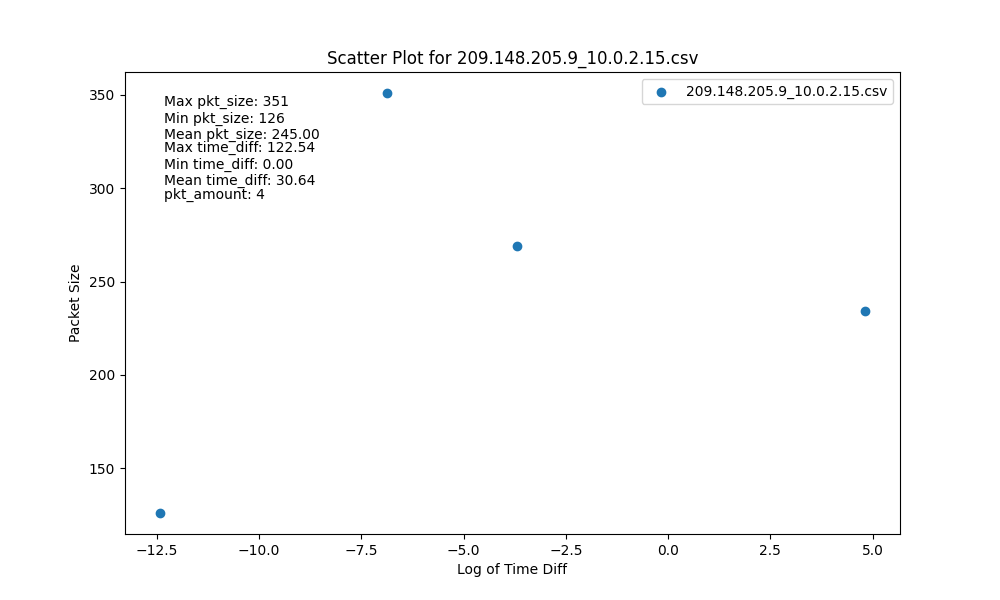 Scatter Plot for 209.148.205.9_10.0.2.15.csv
209.148.205.9_10.0.2.15.csv
Max pkt_size: 351
Min pkt_size: 126
Mean pkt_size: 245.00
Max time_diff: 122.54
Min time_diff: 0.00
Mean time_diff: 30.64
pkt_amount: 4
Packet Size
350
300
250
200
150
−12.5 −10.0 −7.5 −5.0 −2.5 0.0 2.5 5.0
Log of Time Diff